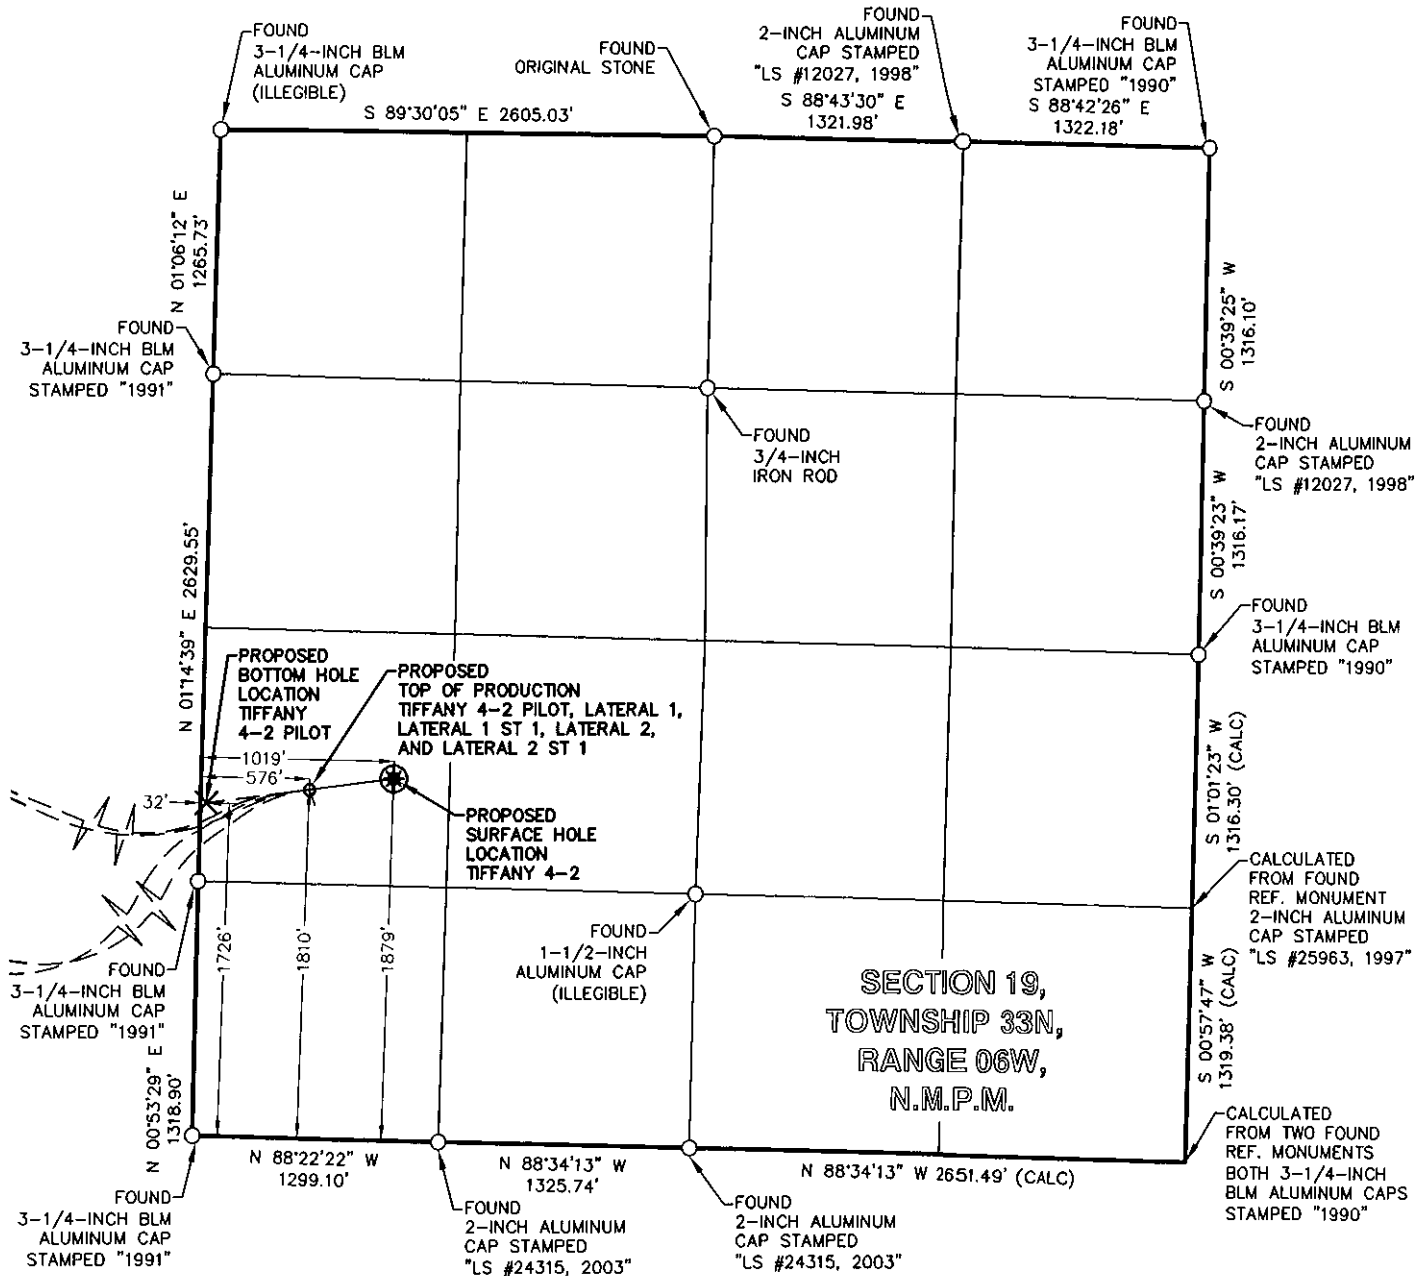 FOUND
3-1/4-INCH BLM
ALUMINUM CAP
(ILLEGIBLE)
FOUND
ORIGINAL STONE
FOUND
2-INCH ALUMINUM
CAP STAMPED
"LS #12027, 1998"
FOUND
3-1/4-INCH BLM
ALUMINUM CAP
STAMPED "1990"
S 89°30'05" E 2605.03'
S 88°43'30" E
1321.98'
S 88°42'26" E
1322.18'
N 01°06'12" E
1265.73'
S 00°39'25" W
1316.10'
FOUND
3-1/4-INCH BLM
ALUMINUM CAP
STAMPED "1991"
FOUND
3/4-INCH
IRON ROD
FOUND
2-INCH ALUMINUM
CAP STAMPED
"LS #12027, 1998"
S 00°39'23" W
1316.17'
N 01°14'39" E 2629.55'
FOUND
3-1/4-INCH BLM
ALUMINUM CAP
STAMPED "1990"
PROPOSED
BOTTOM HOLE
LOCATION
TIFFANY
4-2 PILOT
PROPOSED
TOP OF PRODUCTION
TIFFANY 4-2 PILOT, LATERAL 1,
LATERAL 1 ST 1, LATERAL 2,
AND LATERAL 2 ST 1
1019'
576'
32'
PROPOSED
SURFACE HOLE
LOCATION
TIFFANY 4-2
S 01°01'23" W
1316.30' (CALC)
CALCULATED
FROM FOUND
REF. MONUMENT
2-INCH ALUMINUM
CAP STAMPED
"LS #25963, 1997"
1726'
1810'
1879'
FOUND
1-1/2-INCH
ALUMINUM CAP
(ILLEGIBLE)
FOUND
3-1/4-INCH BLM
ALUMINUM CAP
STAMPED "1991"
SECTION 19,
TOWNSHIP 33N,
RANGE 06W,
N.M.P.M.
S 00°57'47" W
1319.38' (CALC)
N 00°53'29" E
1318.90'
CALCULATED
FROM TWO FOUND
REF. MONUMENTS
BOTH 3-1/4-INCH
BLM ALUMINUM CAPS
STAMPED "1990"
N 88°22'22" W
1299.10'
N 88°34'13" W
1325.74'
N 88°34'13" W 2651.49' (CALC)
FOUND
3-1/4-INCH BLM
ALUMINUM CAP
STAMPED "1991"
FOUND
2-INCH ALUMINUM
CAP STAMPED
"LS #24315, 2003"
FOUND
2-INCH ALUMINUM
CAP STAMPED
"LS #24315, 2003"